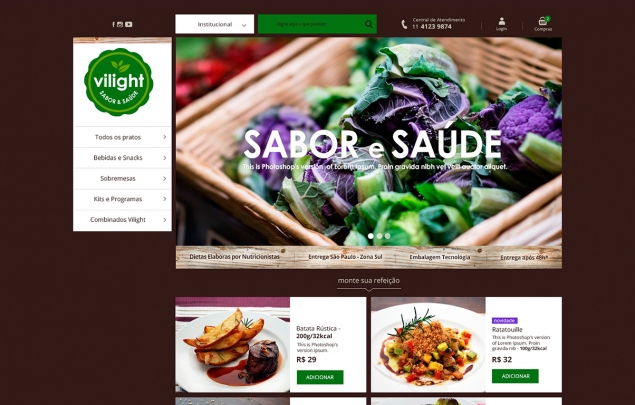 Institucional
Digite aqui o que procura
Central de Atendimento
11 4123 9874
Login
2
Compras
vilight
SABOR & SAÚDE
Todos os pratos
Bebidas e Snacks
Sobremesas
Kits e Programas
Combinados Vilight
SABOR e SAÚDE
This is Photoshop's version of Lorem Ipsum. Proin gravida nibh vel velit auctor aliquet.
Dietas Elaboras por Nutricionistas
Entrega São Paulo - Zona Sul
Embalagem Tecnológia
Entrega após 48h*
monte sua refeição
Batata Rústica -
200g/32kcal
This is Photoshop's
version Ipsum.
R$ 29
ADICIONAR
novidade
Ratatouille
This is Photoshop's version
of Lorem Ipsum. Proin
gravida nib - 100g/32kcal
R$ 32
ADICIONAR